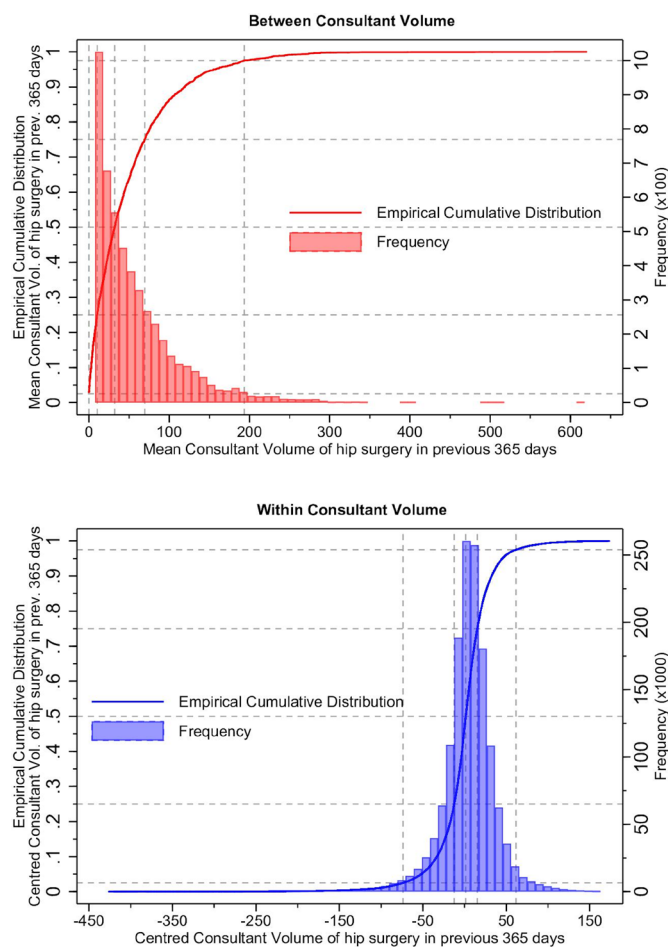 Between Consultant Volume
Empirical Cumulative Distribution
Mean Consultant Vol. of hip surgery in prev. 365 days
0 .1 .2 .3 .4 .5 .6 .7 .8 .9 1
Empirical Cumulative Distribution
Frequency
0 1 2 3 4 5 6 7 8 9 10
Frequency (x100)
0 100 200 300 400 500 600
Mean Consultant Volume of hip surgery in previous 365 days
Within Consultant Volume
Empirical Cumulative Distribution
Centred Consultant Vol. of hip surgery in prev. 365 days
0 .1 .2 .3 .4 .5 .6 .7 .8 .9 1
Empirical Cumulative Distribution
Frequency
0 50 100 150 200 250
Frequency (x1000)
-450 -350 -250 -150 -50 50 150
Centred Consultant Volume of hip surgery in previous 365 days